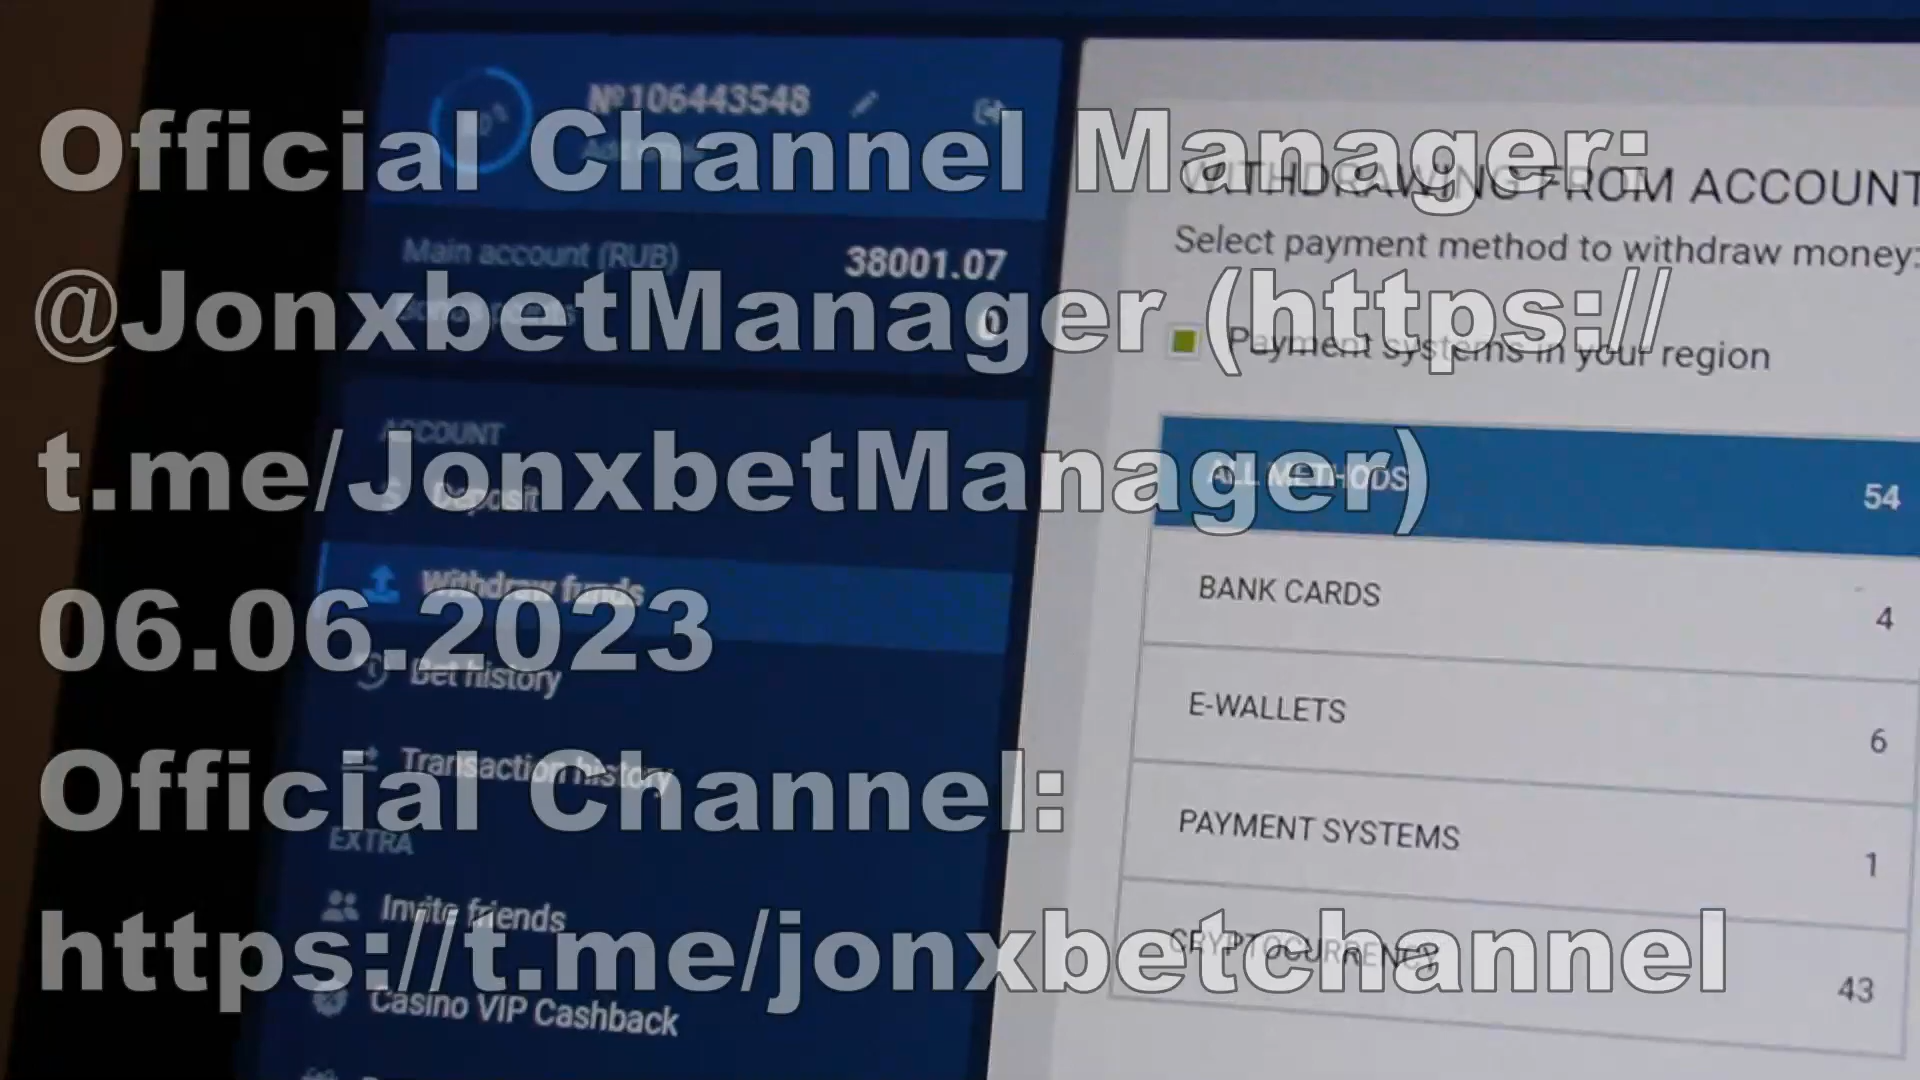 Official Channel Manager:
@JonxbetManager (https://
t.me/JonxbetManager)
06.06.2023
Official Channel:
https://t.me/jonxbetchannel
№106443548
Main account (RUB) 38001.07
0
ACCOUNT
Deposit
Withdraw funds
Bet history
Transaction history
EXTRA
Invite friends
Casino VIP Cashback
WITHDRAWING FROM ACCOUNT
Select payment method to withdraw money:
Payment systems in your region
ALL METHODS 54
BANK CARDS 4
E-WALLETS 6
PAYMENT SYSTEMS 1
CRYPTOCURRENCY 43